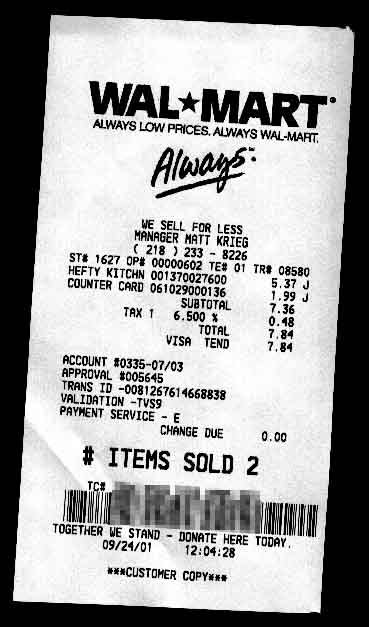 WAL★MART®
ALWAYS LOW PRICES. ALWAYS WAL-MART.
Always.™
WE SELL FOR LESS
MANAGER MATT KRIEG
( 218 ) 233 - 8226
ST# 1627 OP# 00000602 TE# 01 TR# 08580
HEFTY KITCHN 001370027600 5.37 J
COUNTER CARD 061029000136 1.99 J
SUBTOTAL 7.36
TAX 1 6.500 % 0.48
TOTAL 7.84
VISA TEND 7.84
ACCOUNT #0335-07/03
APPROVAL #005645
TRANS ID -0081267614668838
VALIDATION -TVS9
PAYMENT SERVICE - E
CHANGE DUE 0.00
# ITEMS SOLD 2
TC#
TOGETHER WE STAND - DONATE HERE TODAY.
09/24/01 12:04:28
***CUSTOMER COPY***